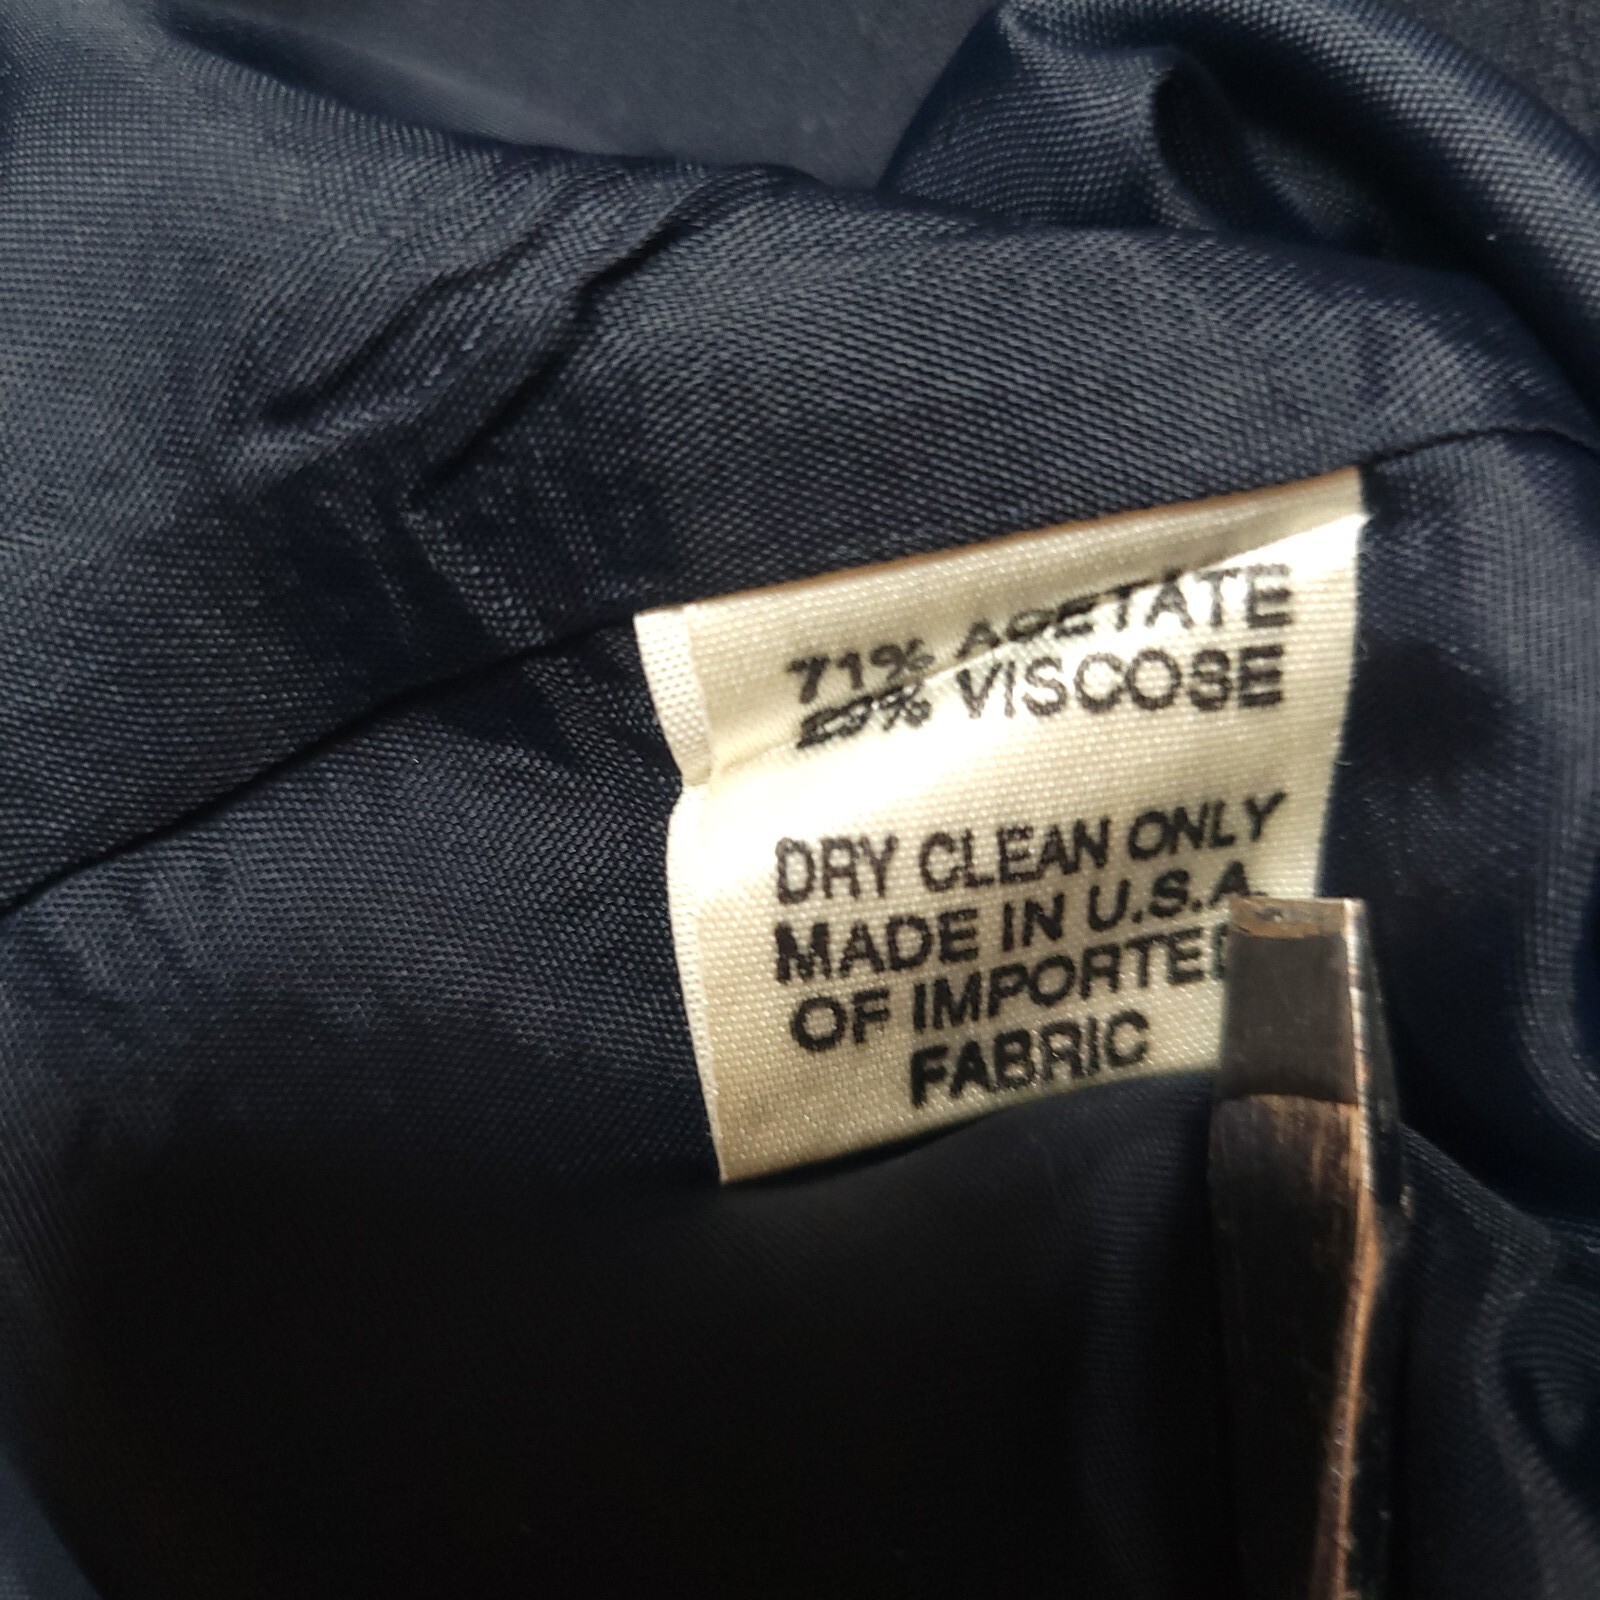 71% ACETATE
29% VISCOSE
DRY CLEAN ONLY
MADE IN U.S.A.
OF IMPORTED
FABRIC